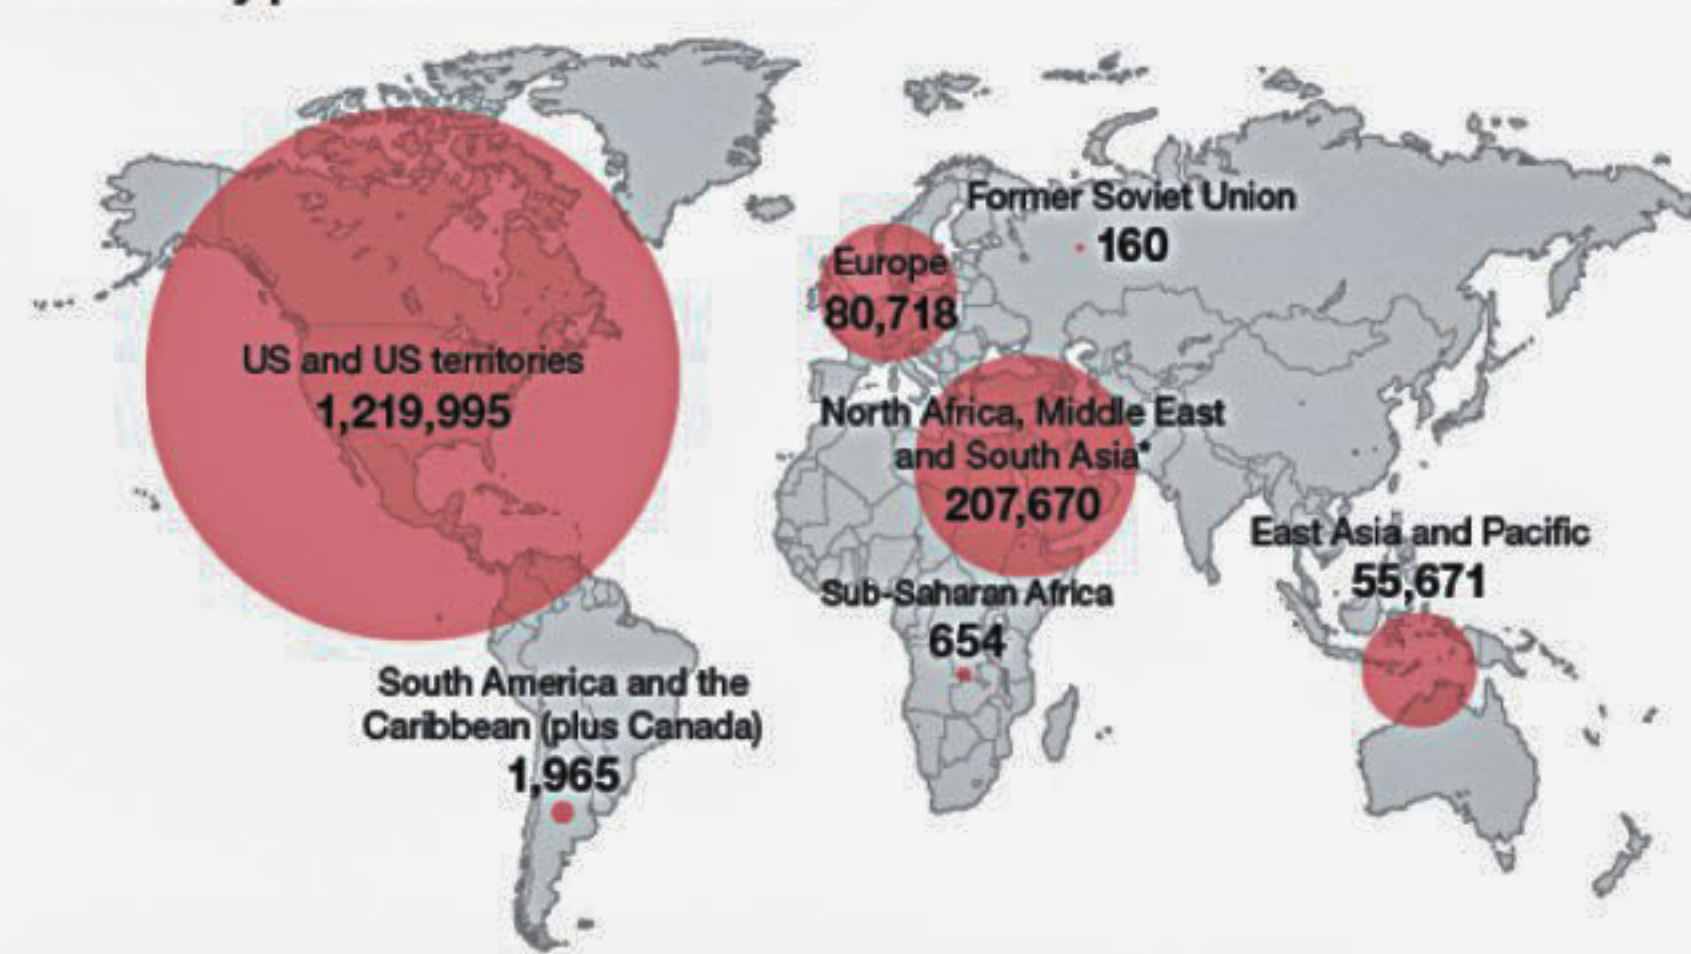 Former Soviet Union
160
Europe
80,718
US and US territories
1,219,995
North Africa, Middle East
and South Asia*
207,670
East Asia and Pacific
55,671
Sub-Saharan Africa
654
South America and the
Caribbean (plus Canada)
1,965